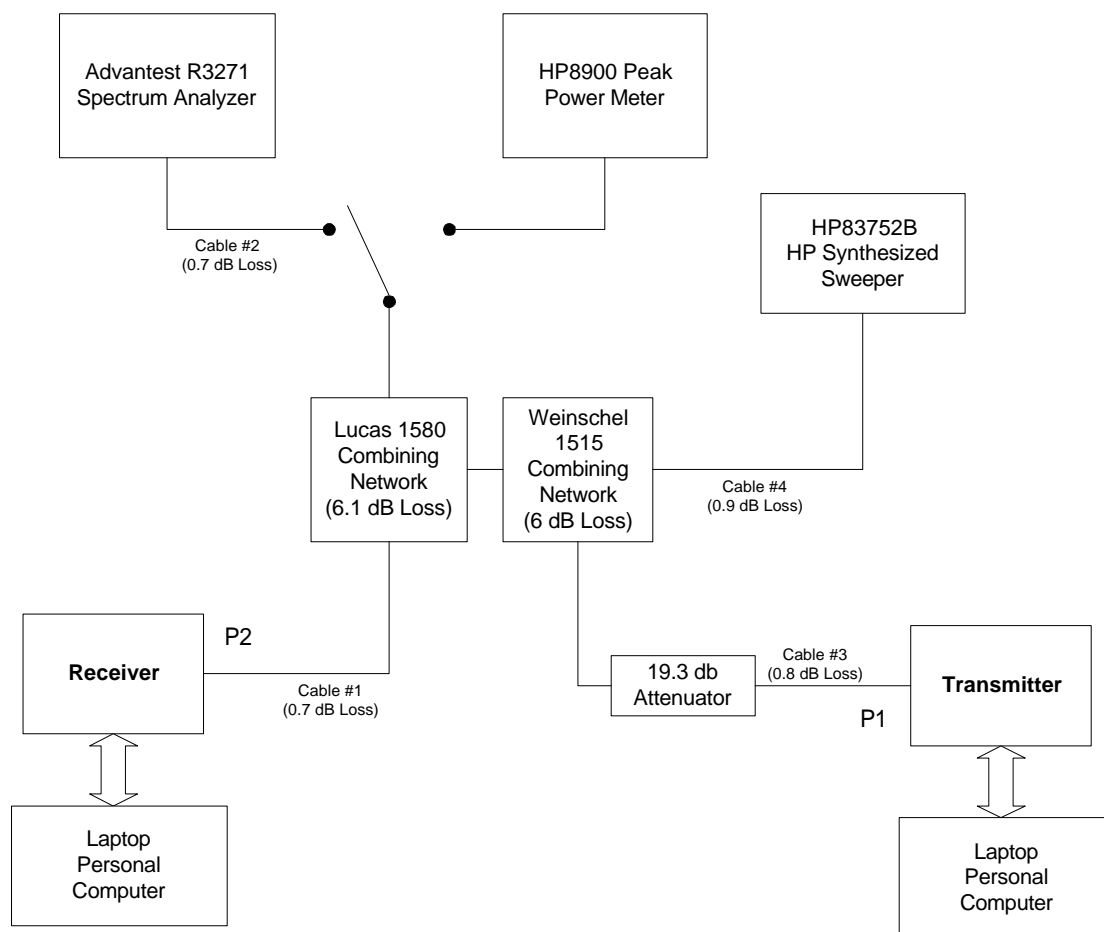 Advantest R3271
Spectrum Analyzer
HP8900 Peak
Power Meter
Cable #2
(0.7 dB Loss)
HP83752B
HP Synthesized
Sweeper
Lucas 1580
Combining
Network
(6.1 dB Loss)
Weinschel
1515
Combining
Network
(6 dB Loss)
Cable #4
(0.9 dB Loss)
Receiver
P2
Cable #1
(0.7 dB Loss)
19.3 db
Attenuator
Cable #3
(0.8 dB Loss)
P1
Transmitter
Laptop
Personal
Computer
Laptop
Personal
Computer